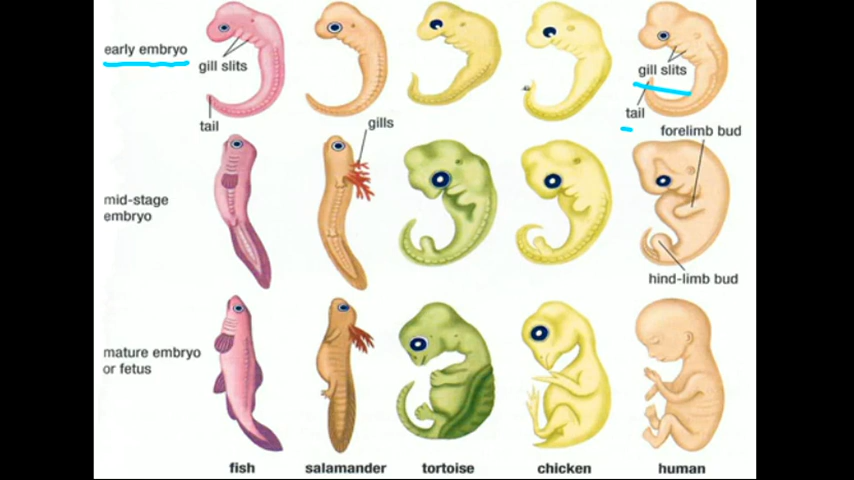 early embryo
gill slits
tail
gill slits
tail
gills
forelimb bud
mid-stage
embryo
hind-limb bud
mature embryo
or fetus
fish
salamander
tortoise
chicken
human